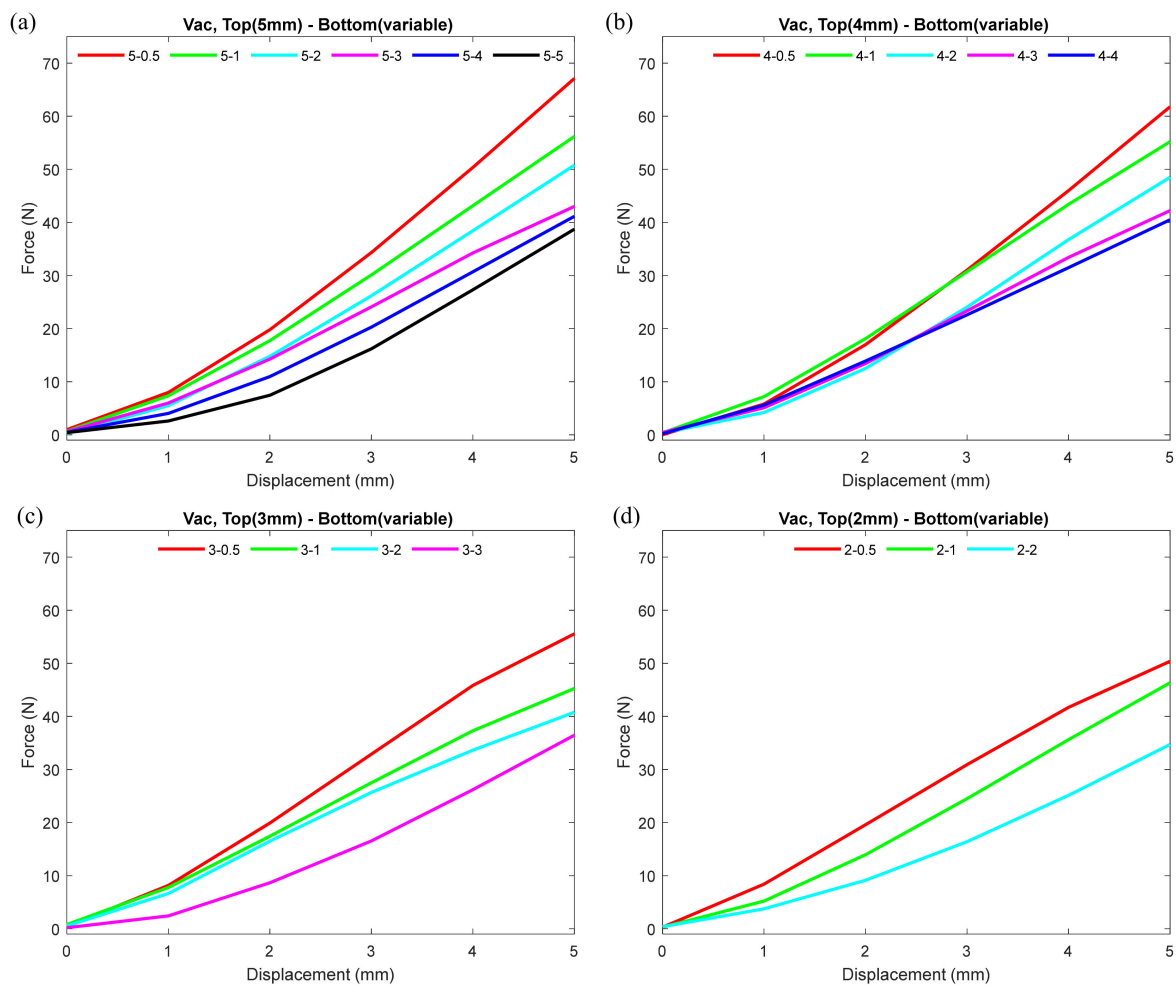 (a)
Vac, Top(5mm) - Bottom(variable)
5-0.5 5-1 5-2 5-3 5-4 5-5
70
60
50
40
30
20
10
0
Force (N)
0 1 2 3 4 5
Displacement (mm)
(b)
Vac, Top(4mm) - Bottom(variable)
4-0.5 4-1 4-2 4-3 4-4
70
60
50
40
30
20
10
0
Force (N)
0 1 2 3 4 5
Displacement (mm)
(c)
Vac, Top(3mm) - Bottom(variable)
3-0.5 3-1 3-2 3-3
70
60
50
40
30
20
10
0
Force (N)
0 1 2 3 4 5
Displacement (mm)
(d)
Vac, Top(2mm) - Bottom(variable)
2-0.5 2-1 2-2
70
60
50
40
30
20
10
0
Force (N)
0 1 2 3 4 5
Displacement (mm)